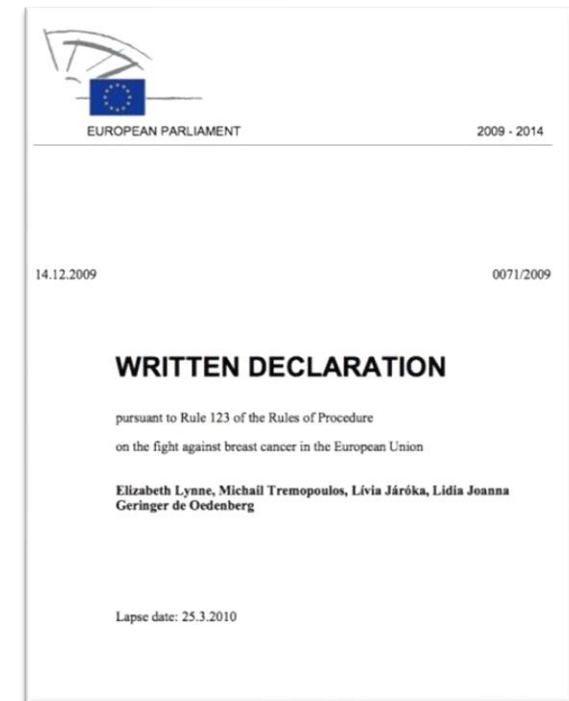 EUROPEAN PARLIAMENT 2009 - 2014
14.12.2009 0071/2009
WRITTEN DECLARATION
pursuant to Rule 123 of the Rules of Procedure
on the fight against breast cancer in the European Union
Elizabeth Lynne, Michail Tremopoulos, Lívia Járóka, Lidia Joanna
Geringer de Oedenberg
Lapse date: 25.3.2010